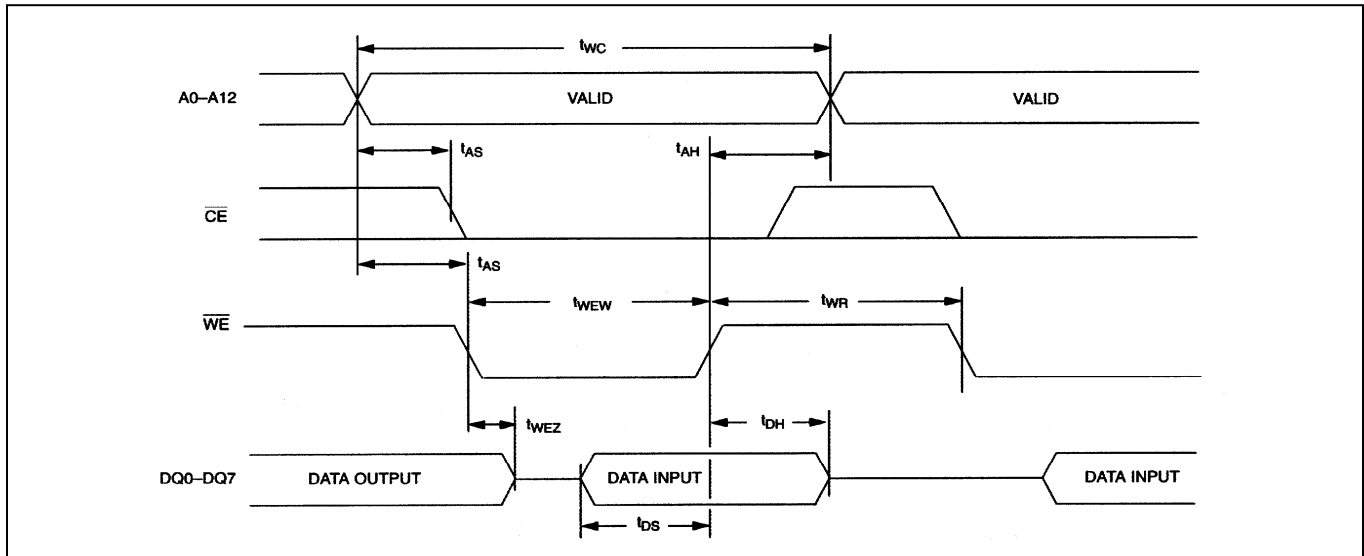 tWC
A0–A12
VALID
VALID
tAS
tAH
CE
tAS
tWEW
tWR
WE
tWEZ
tDH
DQ0–DQ7
DATA OUTPUT
DATA INPUT
DATA INPUT
tDS